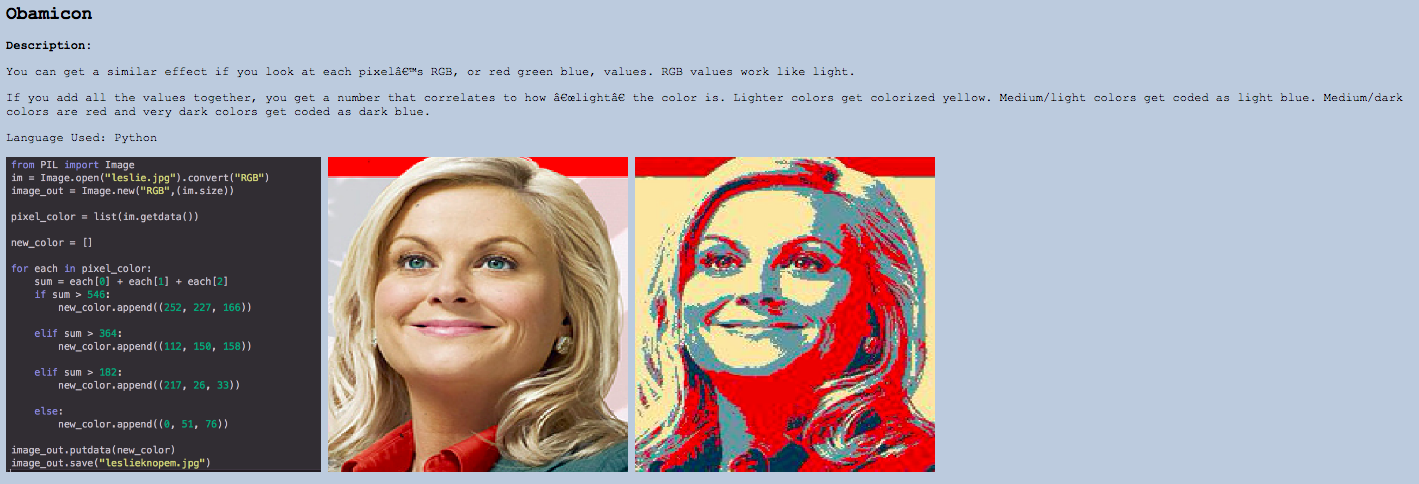 Obamicon
Description:
You can get a similar effect if you look at each pixelâ€™s RGB, or red green blue, values. RGB values work like light.
If you add all the values together, you get a number that correlates to how â€œlightâ€ the color is. Lighter colors get colorized yellow. Medium/light colors get coded as light blue. Medium/dark
colors are red and very dark colors get coded as dark blue.
Language Used: Python
from PIL import Image
im = Image.open("leslie.jpg").convert("RGB")
image_out = Image.new("RGB",(im.size))
pixel_color = list(im.getdata())
new_color = []
for each in pixel_color:
    sum = each[0] + each[1] + each[2]
    if sum > 546:
        new_color.append((252, 227, 166))
    elif sum > 364:
        new_color.append((112, 150, 158))
    elif sum > 182:
        new_color.append((217, 26, 33))
    else:
        new_color.append((0, 51, 76))
image_out.putdata(new_color)
image_out.save("leslieknopem.jpg")